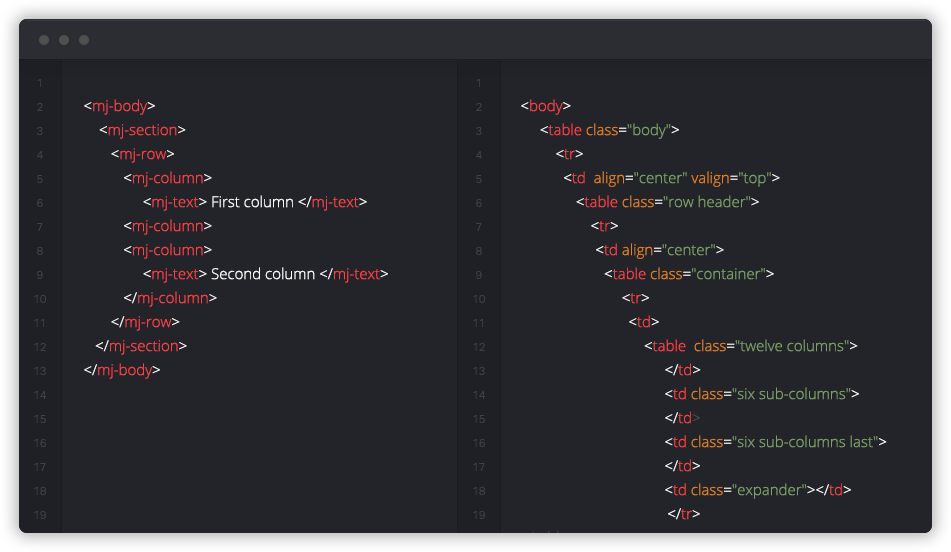 1
2 <mj-body>
3 <mj-section>
4 <mj-row>
5 <mj-column>
6 <mj-text> First column </mj-text>
7 <mj-column>
8 <mj-column>
9 <mj-text> Second column </mj-text>
10 </mj-column>
11 </mj-row>
12 </mj-section>
13 </mj-body>
14
15
16
17
18
19
1
2 <body>
3 <table class="body">
4 <tr>
5 <td  align="center" valign="top">
6 <table class="row header">
7 <tr>
8 <td align="center">
9 <table class="container">
10 <tr>
11 <td>
12 <table  class="twelve columns">
13 </td>
14 <td class="six sub-columns">
15 </td>
16 <td class="six sub-columns last">
17 </td>
18 <td class="expander"></td>
19 </tr>